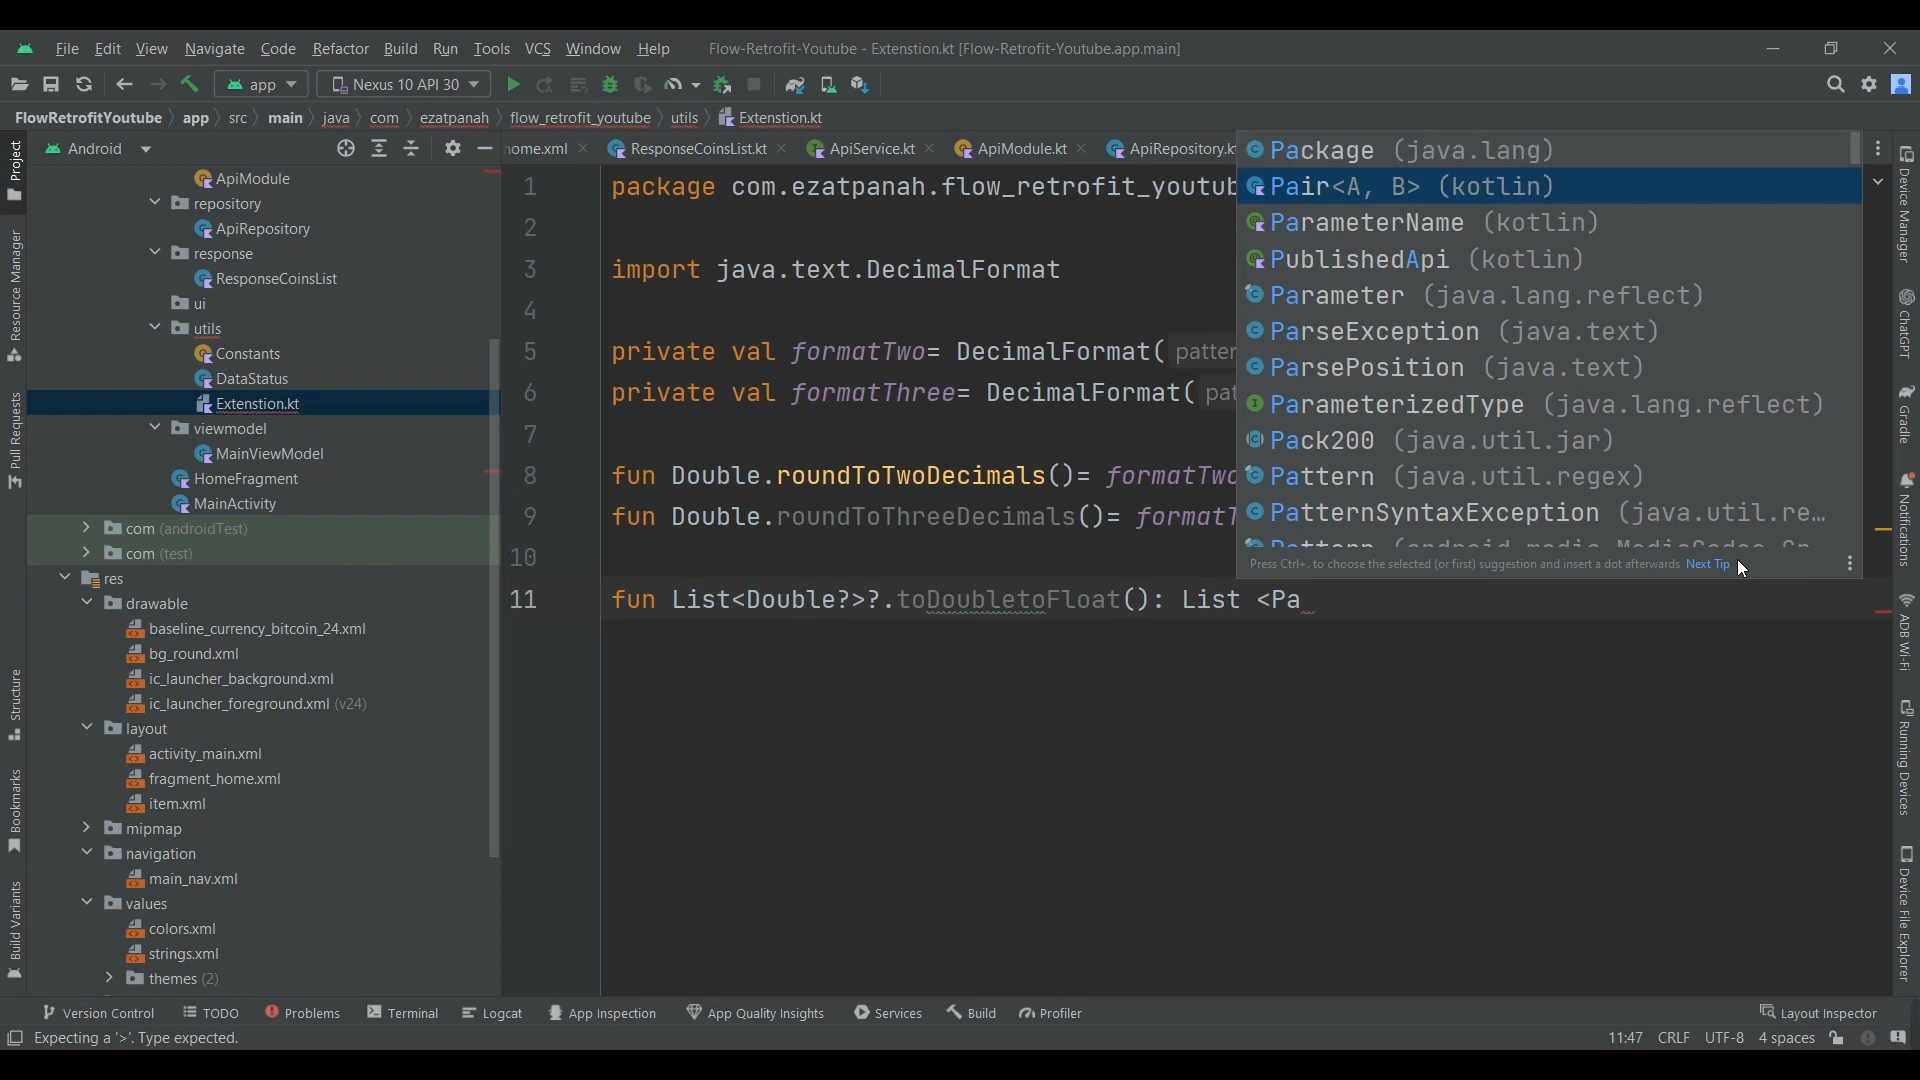 File Edit View Navigate Code Refactor Build Run Tools VCS Window Help Flow-Retrofit-Youtube - Extenstion.kt [Flow-Retrofit-Youtube.app.main]
app Nexus 10 API 30
FlowRetrofitYoutube app src main java com ezatpanah flow_retrofit_youtube utils Extenstion.kt
Android
home.xml ResponseCoinsList.kt ApiService.kt ApiModule.kt ApiRepository.kt
Project
Resource Manager
Pull Requests
Structure
Bookmarks
Build Variants
ApiModule
repository
ApiRepository
response
ResponseCoinsList
ui
utils
Constants
DataStatus
Extenstion.kt
viewmodel
MainViewModel
HomeFragment
MainActivity
com (androidTest)
com (test)
res
drawable
baseline_currency_bitcoin_24.xml
bg_round.xml
ic_launcher_background.xml
ic_launcher_foreground.xml (v24)
layout
activity_main.xml
fragment_home.xml
item.xml
mipmap
navigation
main_nav.xml
values
colors.xml
strings.xml
themes (2)
1 package com.ezatpanah.flow_retrofit_youtub
2
3 import java.text.DecimalFormat
4
5 private val formatTwo= DecimalFormat( patter
6 private val formatThree= DecimalFormat( pat
7
8 fun Double.roundToTwoDecimals()= formatTwo
9 fun Double.roundToThreeDecimals()= formatT
10
11 fun List<Double?>?.toDoubletoFloat(): List <Pa
Package (java.lang)
Pair<A, B> (kotlin)
ParameterName (kotlin)
PublishedApi (kotlin)
Parameter (java.lang.reflect)
ParseException (java.text)
ParsePosition (java.text)
ParameterizedType (java.lang.reflect)
Pack200 (java.util.jar)
Pattern (java.util.regex)
PatternSyntaxException (java.util.re...
Press Ctrl+. to choose the selected (or first) suggestion and insert a dot afterwards Next Tip
Device Manager
ChatGPT
Gradle
Notifications
ADB Wi-Fi
Running Devices
Device File Explorer
Version Control TODO Problems Terminal Logcat App Inspection App Quality Insights Services Build Profiler Layout Inspector
Expecting a '>'. Type expected. 11:47 CRLF UTF-8 4 spaces